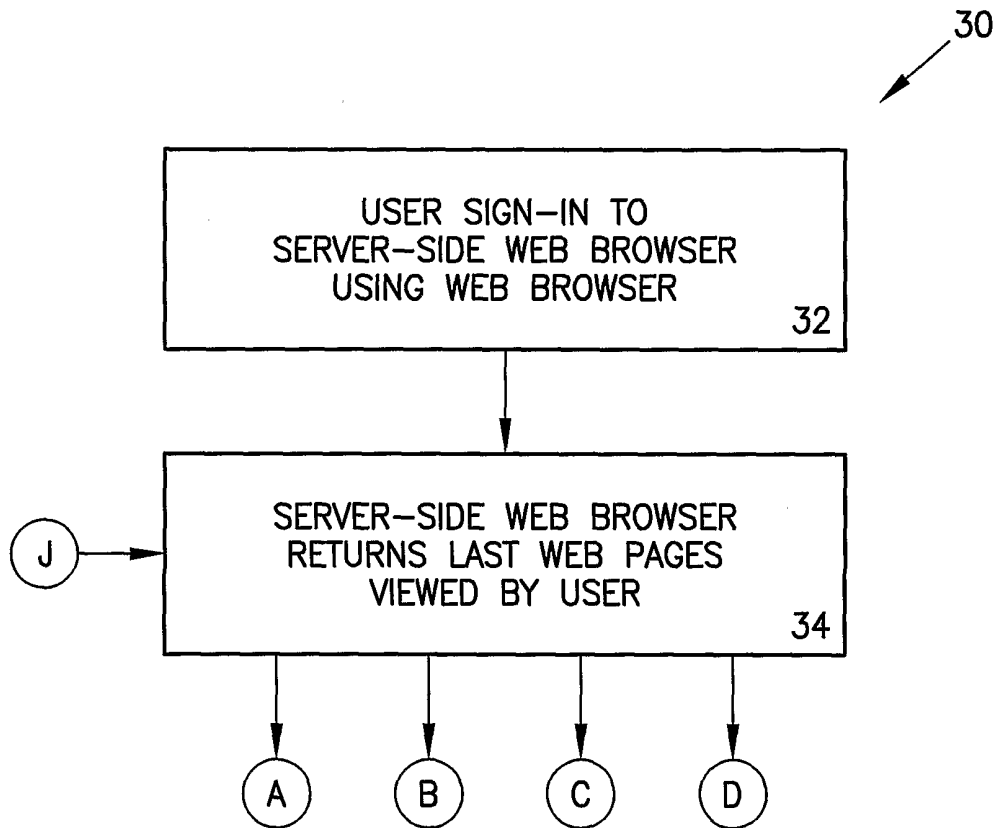 30
USER SIGN-IN TO
SERVER-SIDE WEB BROWSER
USING WEB BROWSER
32
SERVER-SIDE WEB BROWSER
RETURNS LAST WEB PAGES
VIEWED BY USER
34
J
A B C D